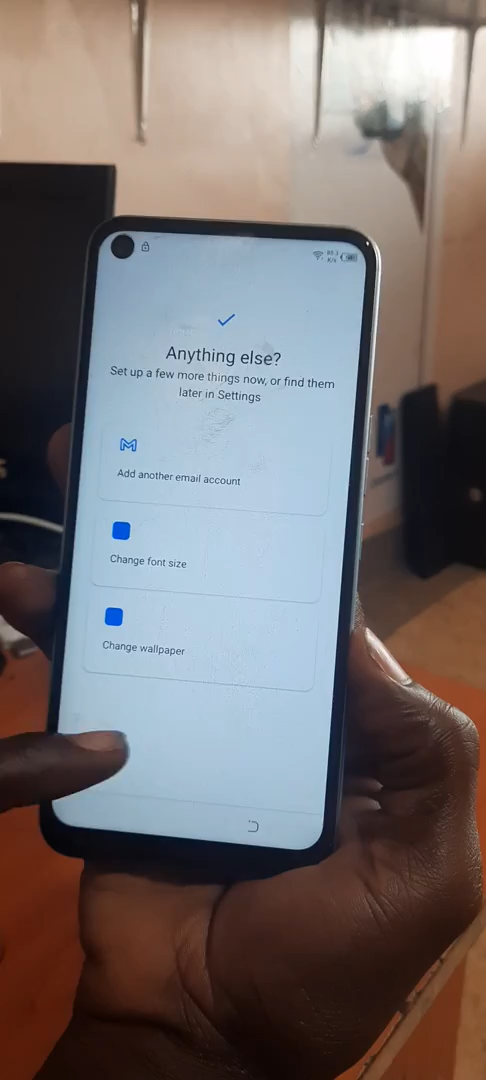 Anything else?
Set up a few more things now, or find them
later in Settings
Add another email account
Change font size
Change wallpaper